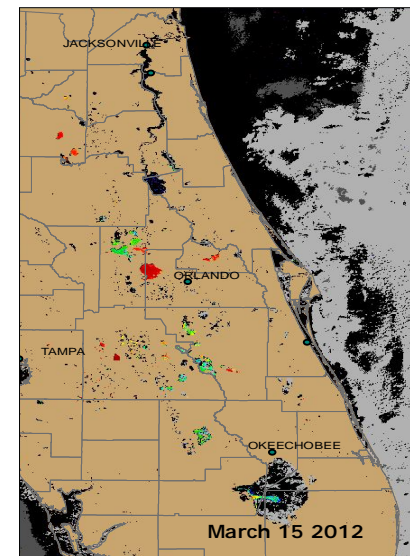 JACKSONVILLE
ORLANDO
TAMPA
OKEECHOBEE
March 15 2012